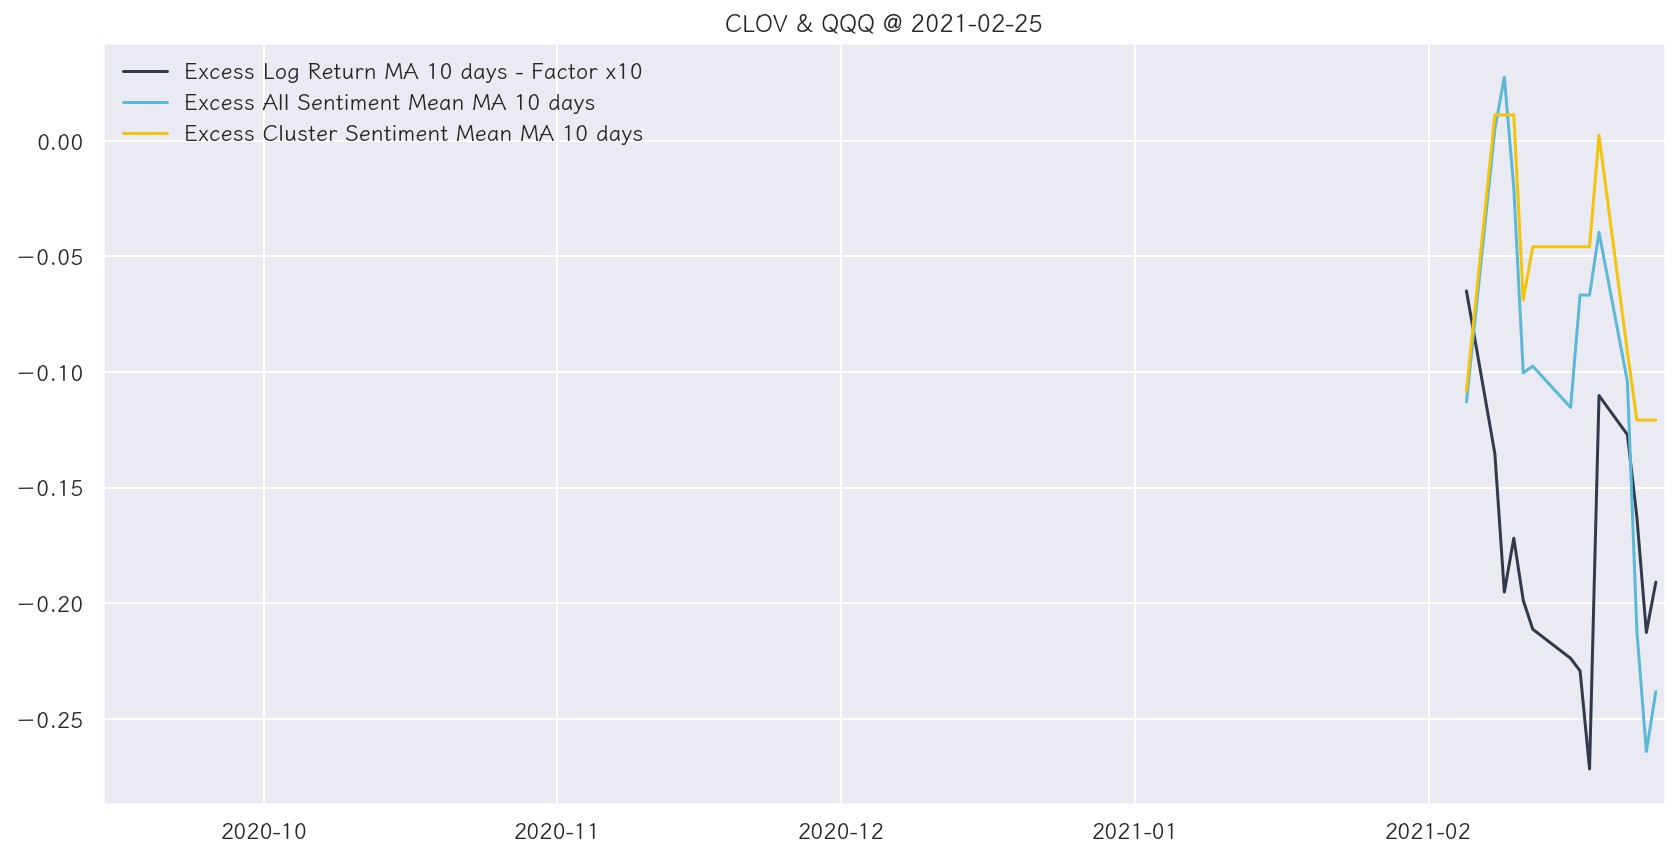 CLOV & QQQ @ 2021-02-25
Excess Log Return MA 10 days - Factor x10
Excess All Sentiment Mean MA 10 days
Excess Cluster Sentiment Mean MA 10 days
0.00
−0.05
−0.10
−0.15
−0.20
−0.25
2020-10 2020-11 2020-12 2021-01 2021-02